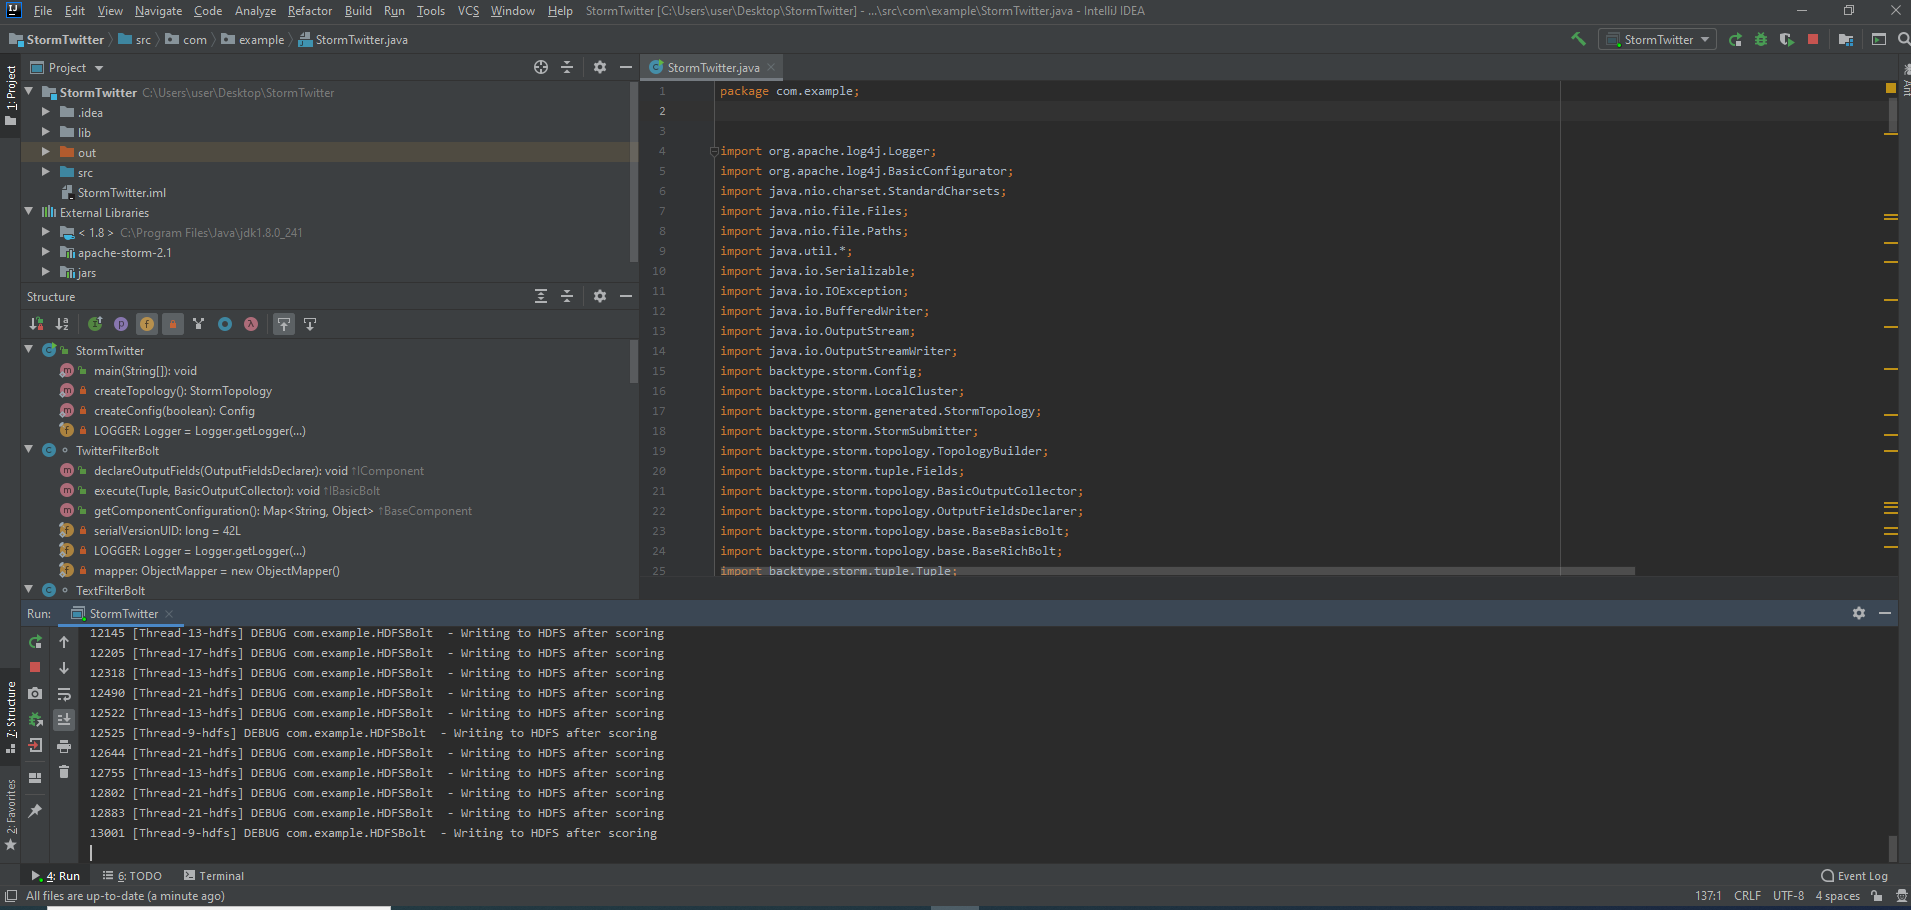 File Edit View Navigate Code Analyze Refactor Build Run Tools VCS Window Help StormTwitter [C:\Users\user\Desktop\StormTwitter] - ...\src\com\example\StormTwitter.java - IntelliJ IDEA
StormTwitter src com example StormTwitter.java
StormTwitter
1: Project
Project
StormTwitter C:\Users\user\Desktop\StormTwitter
.idea
lib
out
src
StormTwitter.iml
External Libraries
< 1.8 > C:\Program Files\Java\jdk1.8.0_241
apache-storm-2.1
jars
Structure
StormTwitter
main(String[]): void
createTopology(): StormTopology
createConfig(boolean): Config
LOGGER: Logger = Logger.getLogger(...)
TwitterFilterBolt
declareOutputFields(OutputFieldsDeclarer): void ↑IComponent
execute(Tuple, BasicOutputCollector): void ↑IBasicBolt
getComponentConfiguration(): Map<String, Object> ↑BaseComponent
serialVersionUID: long = 42L
LOGGER: Logger = Logger.getLogger(...)
mapper: ObjectMapper = new ObjectMapper()
TextFilterBolt
StormTwitter.java
1 package com.example;
2
3
4 import org.apache.log4j.Logger;
5 import org.apache.log4j.BasicConfigurator;
6 import java.nio.charset.StandardCharsets;
7 import java.nio.file.Files;
8 import java.nio.file.Paths;
9 import java.util.*;
10 import java.io.Serializable;
11 import java.io.IOException;
12 import java.io.BufferedWriter;
13 import java.io.OutputStream;
14 import java.io.OutputStreamWriter;
15 import backtype.storm.Config;
16 import backtype.storm.LocalCluster;
17 import backtype.storm.generated.StormTopology;
18 import backtype.storm.StormSubmitter;
19 import backtype.storm.topology.TopologyBuilder;
20 import backtype.storm.tuple.Fields;
21 import backtype.storm.topology.BasicOutputCollector;
22 import backtype.storm.topology.OutputFieldsDeclarer;
23 import backtype.storm.topology.base.BaseBasicBolt;
24 import backtype.storm.topology.base.BaseRichBolt;
25 import backtype.storm.tuple.Tuple;
Ant
Run: StormTwitter
12145 [Thread-13-hdfs] DEBUG com.example.HDFSBolt  - Writing to HDFS after scoring
12205 [Thread-17-hdfs] DEBUG com.example.HDFSBolt  - Writing to HDFS after scoring
12318 [Thread-13-hdfs] DEBUG com.example.HDFSBolt  - Writing to HDFS after scoring
12490 [Thread-21-hdfs] DEBUG com.example.HDFSBolt  - Writing to HDFS after scoring
12522 [Thread-13-hdfs] DEBUG com.example.HDFSBolt  - Writing to HDFS after scoring
12525 [Thread-9-hdfs] DEBUG com.example.HDFSBolt  - Writing to HDFS after scoring
12644 [Thread-21-hdfs] DEBUG com.example.HDFSBolt  - Writing to HDFS after scoring
12755 [Thread-13-hdfs] DEBUG com.example.HDFSBolt  - Writing to HDFS after scoring
12802 [Thread-21-hdfs] DEBUG com.example.HDFSBolt  - Writing to HDFS after scoring
12883 [Thread-21-hdfs] DEBUG com.example.HDFSBolt  - Writing to HDFS after scoring
13001 [Thread-9-hdfs] DEBUG com.example.HDFSBolt  - Writing to HDFS after scoring
7: Structure
2: Favorites
4: Run 6: TODO Terminal Event Log
All files are up-to-date (a minute ago) 137:1 CRLF UTF-8 4 spaces